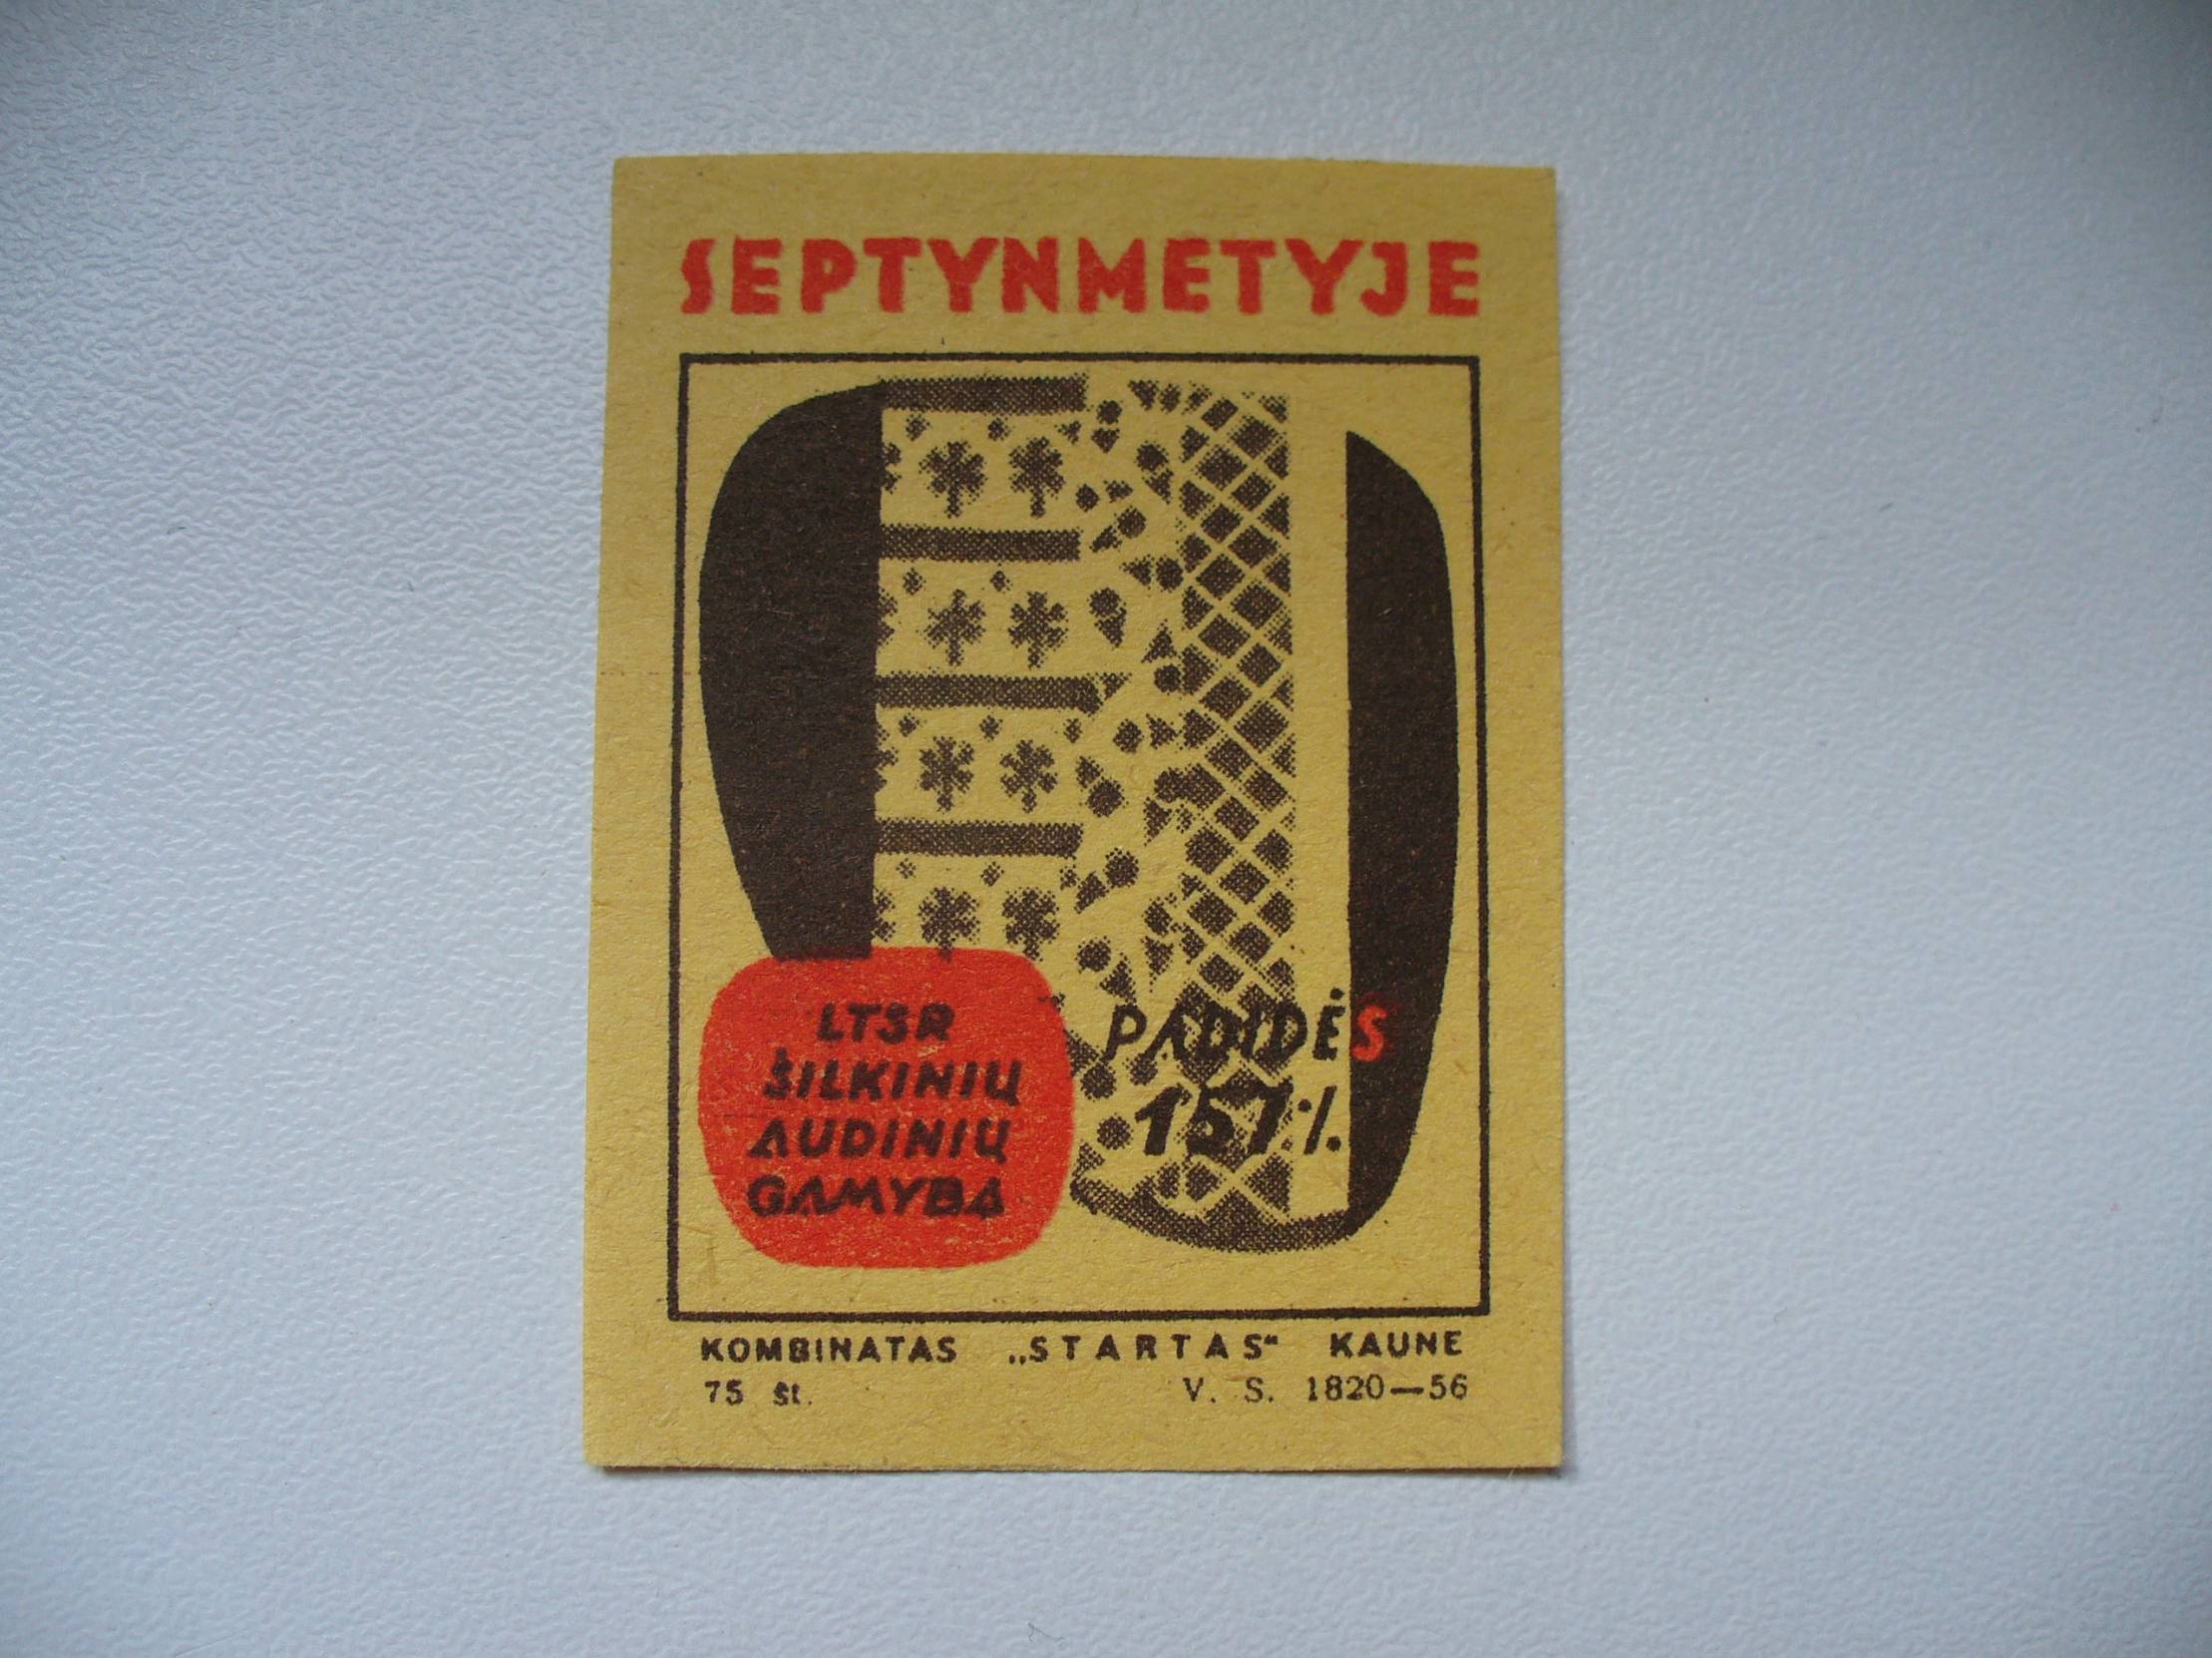 SEPTYNMETYJE
LTSR
ŠILKINIŲ
AUDINIŲ
GAMYBA
PADIDĖS
157%
KOMBINATAS „STARTAS“ KAUNE
75 št. V. S. 1820—56